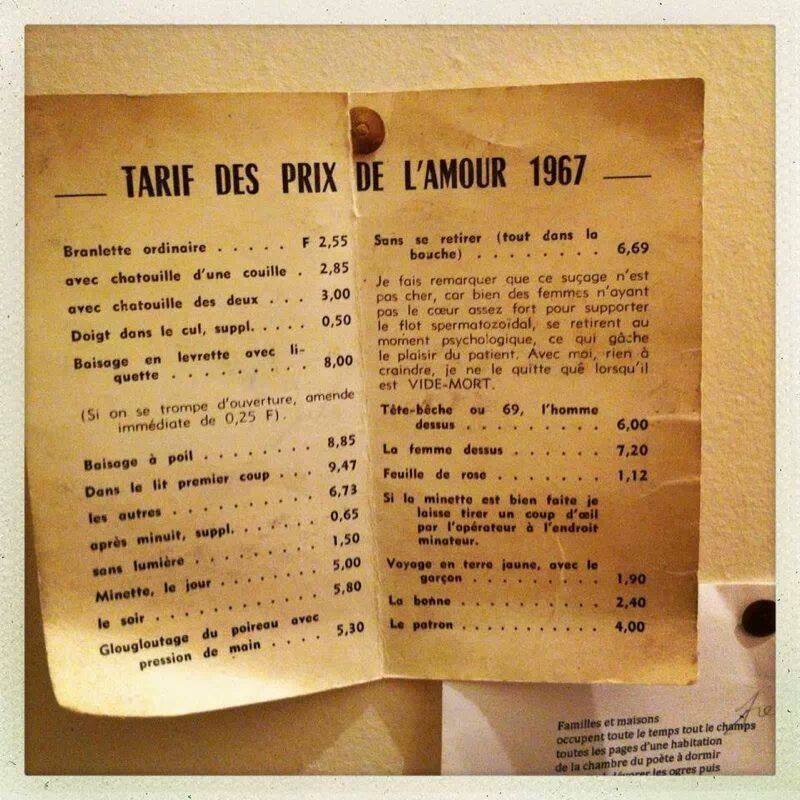 TARIF DES PRIX DE L'AMOUR 1967
Branlette ordinaire . . . . . F 2,55
avec chatouille d'une couille . 2,85
avec chatouille des deux . . . 3,00
Doigt dans le cul, suppl. . . . . 0,50
Baisage en levrette avec li-
quette . . . . . . . . . 8,00
(Si on se trompe d'ouverture, amende
immédiate de 0,25 F).
Baisage à poil . . . . . . . . 8,85
Dans le lit premier coup . . . 9,47
les autres . . . . . . . . . . 6,73
après minuit, suppl. . . . . . . 0,65
sans lumière . . . . . . . . . 1,50
Minette, le jour . . . . . . . . 5,00
le soir . . . . . . . . . . . 5,80
Glougloutage du poireau avec
pression de main . . . . 5,30
Sans se retirer (tout dans la
bouche) . . . . . . . . 6,69
Je fais remarquer que ce suçage n'est
pas cher, car bien des femmes n'ayant
pas le cœur assez fort pour supporter
le flot spermatozoïdal, se retirent au
moment psychologique, ce qui gâche
le plaisir du patient. Avec moi, rien à
craindre, je ne le quitte quê lorsqu'il
est VIDE-MORT.
Tête-bêche ou 69, l'homme
dessus . . . . . . . . . 6,00
La femme dessus . . . . . . . 7,20
Feuille de rose . . . . . . . 1,12
Si la minette est bien faite je
laisse tirer un coup d'œil
par l'opérateur à l'endroit
minateur.
Voyage en terre jaune, avec le
garçon . . . . . . . . . 1,90
La bonne . . . . . . . . . . 2,40
Le patron . . . . . . . . . . 4,00
Familles et maisons
occupent toute le temps tout le champs
toutes les pages d'une habitation
de la chambre du poète à dormir
dévorer les ogres puis